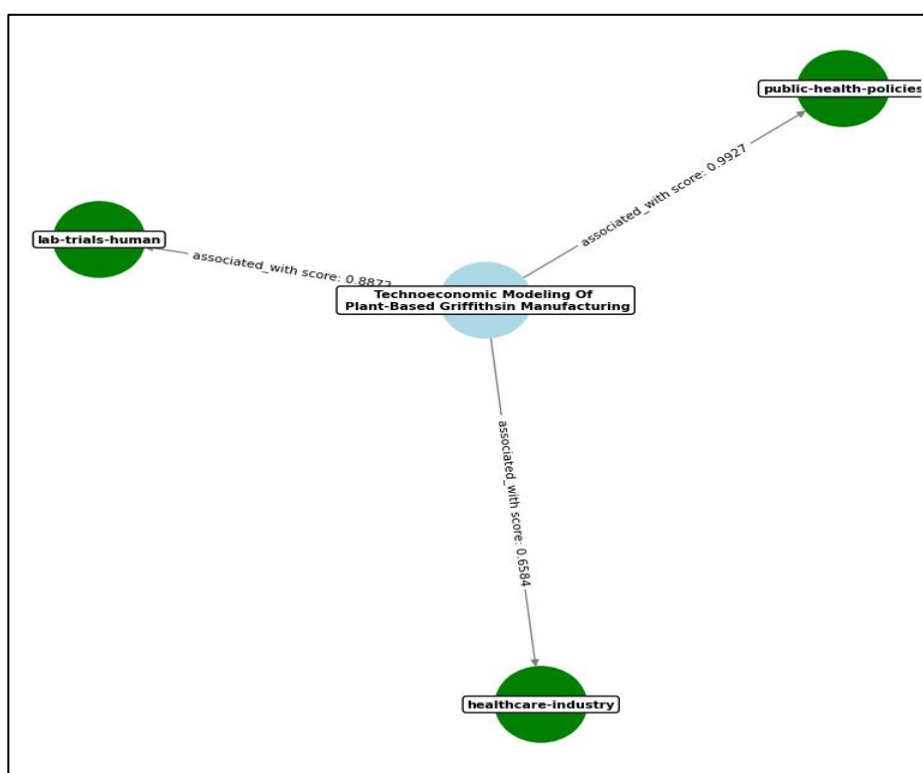 public-health-policies
associated_with score: 0.9927
lab-trials-human
associated_with score: 0.8872
Technoeconomic Modeling Of
Plant-Based Griffithsin Manufacturing
associated_with score: 0.6584
healthcare-industry